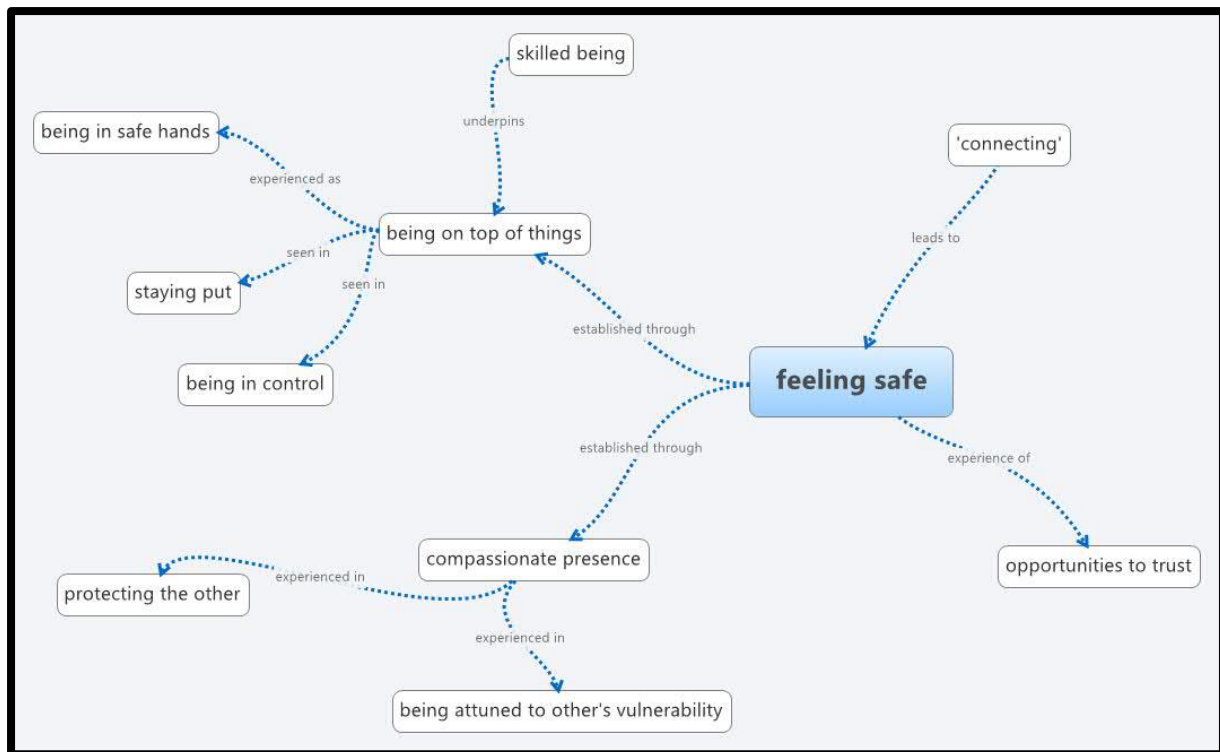 skilled being
underpins
being in safe hands
'connecting'
experienced as
being on top of things
leads to
seen in
seen in
staying put
established through
being in control
feeling safe
established through
experience of
compassionate presence
opportunities to trust
experienced in
protecting the other
experienced in
being attuned to other's vulnerability